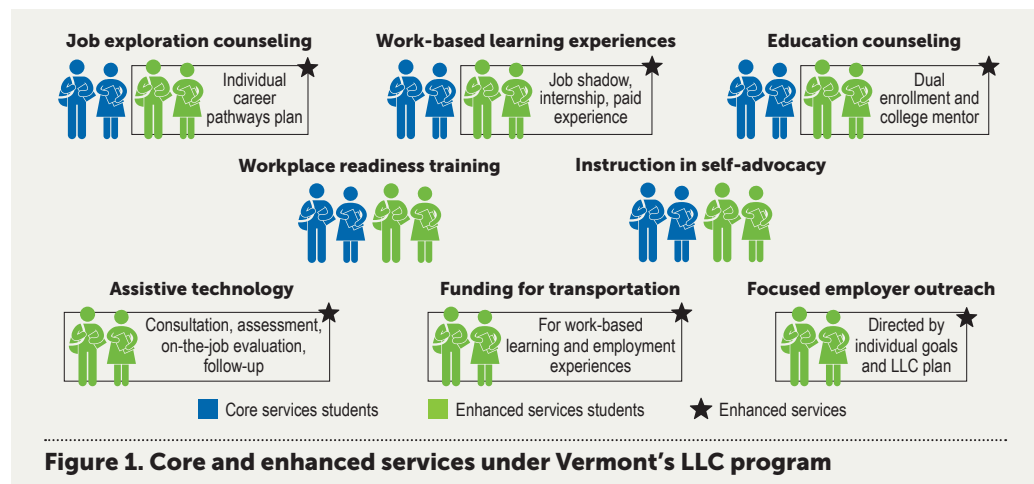 Job exploration counseling
Individual
career
pathways plan
Work-based learning experiences
Job shadow,
internship, paid
experience
Education counseling
Dual
enrollment and
college mentor
Workplace readiness training
Instruction in self-advocacy
Assistive technology
Consultation, assessment,
on-the-job evaluation,
follow-up
Funding for transportation
For work-based
learning and employment
experiences
Focused employer outreach
Directed by
individual goals
and LLC plan
Core services students
Enhanced services students
Enhanced services
Figure 1. Core and enhanced services under Vermont's LLC program